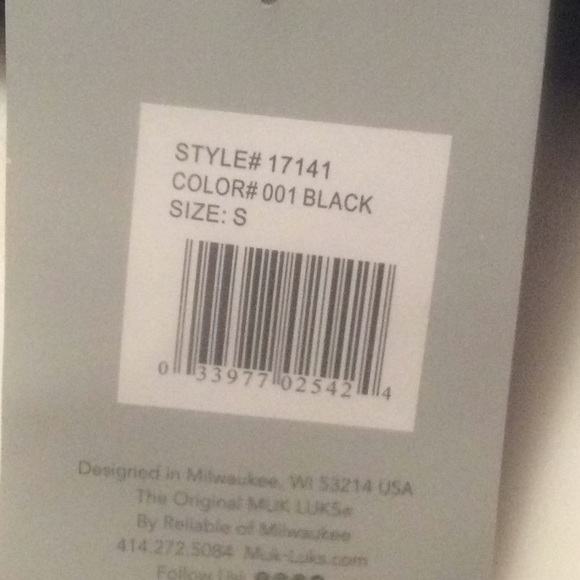 STYLE# 17141
COLOR# 001 BLACK
SIZE: S
0 33977 02542 4
Designed in Milwaukee, WI 53214 USA
The Original MUK LUKS®
By Reliable of Milwaukee
414.272.5084 Muk-Luks.com
Follow Us: